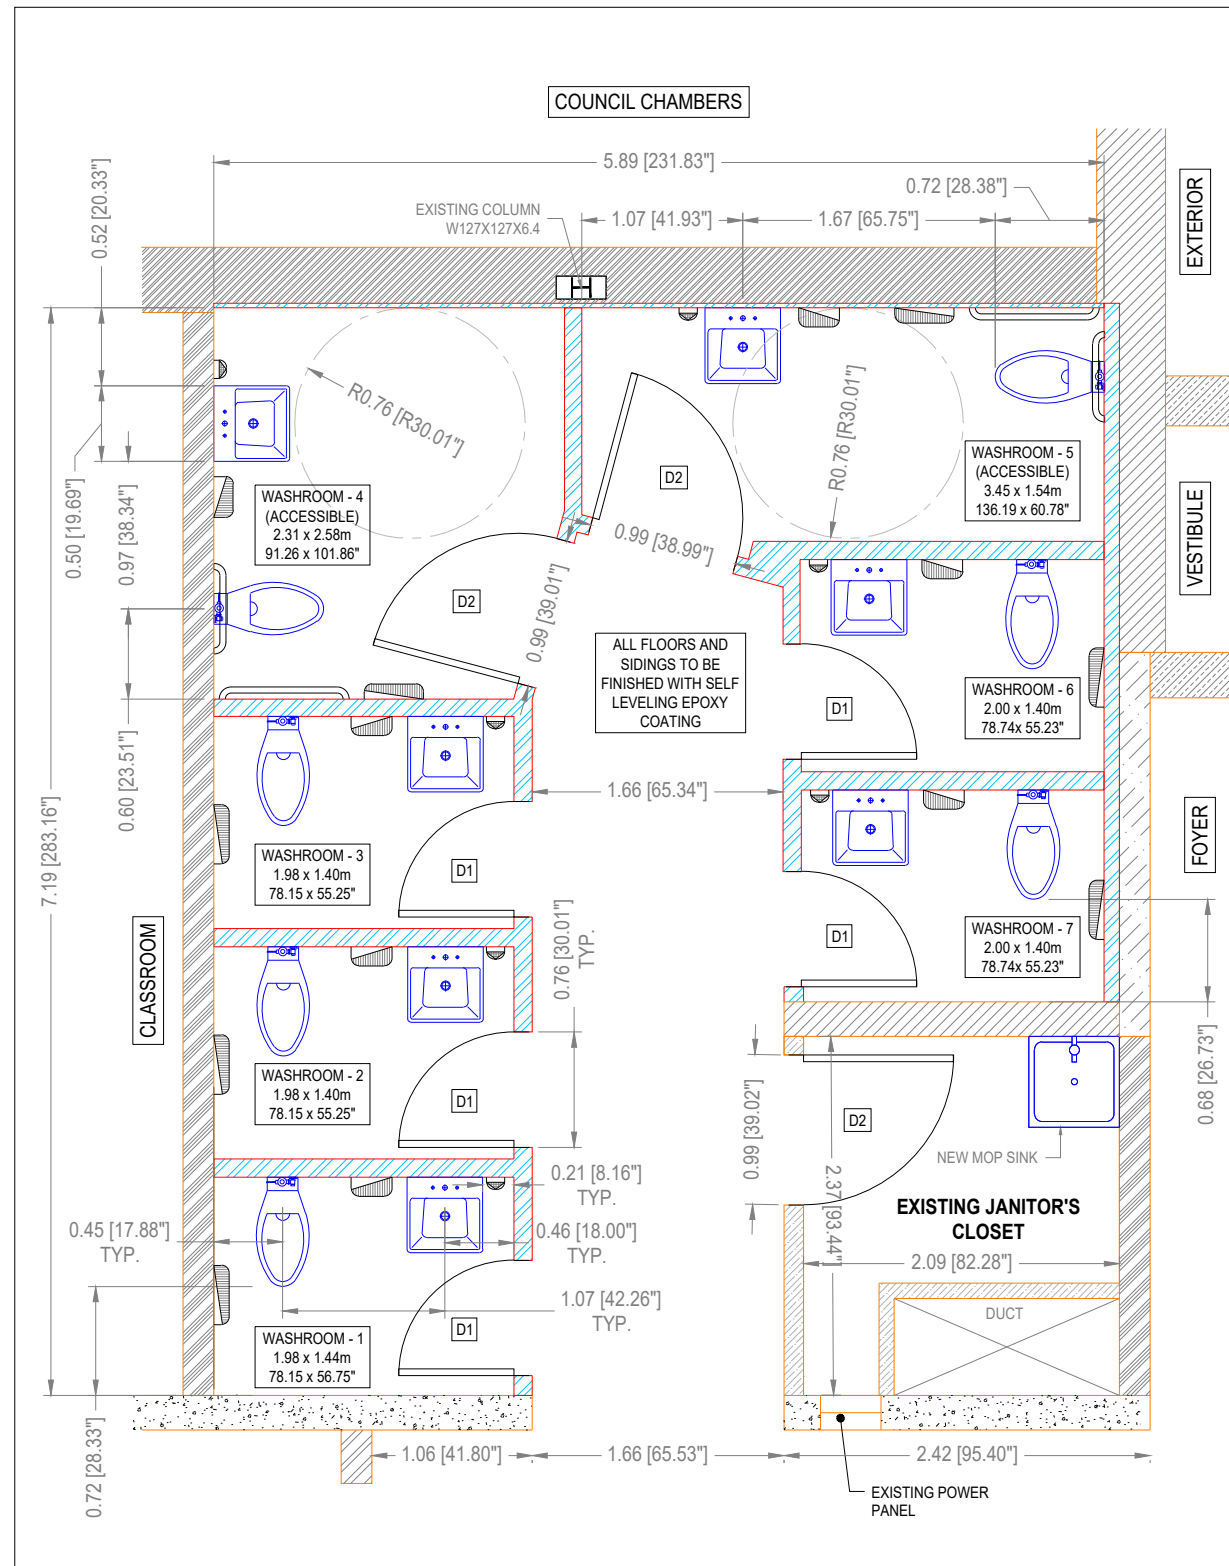 COUNCIL CHAMBERS
5.89 [231.83"]
0.72 [28.38"]
EXISTING COLUMN
W127X127X6.4
1.07 [41.93"]
1.67 [65.75"]
EXTERIOR
0.52 [20.33"]
R0.76 [R30.01"]
R0.76 [R30.01"]
0.50 [19.69"]
0.97 [38.34"]
WASHROOM - 4
(ACCESSIBLE)
2.31 x 2.58m
91.26 x 101.86"
D2
0.99 [38.99"]
WASHROOM - 5
(ACCESSIBLE)
3.45 x 1.54m
136.19 x 60.78"
VESTIBULE
D2
0.99 [39.01"]
ALL FLOORS AND
SIDINGS TO BE
FINISHED WITH SELF
LEVELING EPOXY
COATING
D1
WASHROOM - 6
2.00 x 1.40m
78.74x 55.23"
0.60 [23.51"]
7.19 [283.16"]
1.66 [65.34"]
FOYER
WASHROOM - 3
1.98 x 1.40m
78.15 x 55.25"
D1
D1
WASHROOM - 7
2.00 x 1.40m
78.74x 55.23"
CLASSROOM
0.76 [30.01"]
TYP.
0.68 [26.73"]
WASHROOM - 2
1.98 x 1.40m
78.15 x 55.25"
D1
0.99 [39.02"]
D2
NEW MOP SINK
0.21 [8.16"]
TYP.
2.37 [93.44"]
EXISTING JANITOR'S
CLOSET
0.45 [17.88"]
TYP.
0.46 [18.00"]
TYP.
2.09 [82.28"]
1.07 [42.26"]
TYP.
DUCT
WASHROOM - 1
1.98 x 1.44m
78.15 x 56.75"
D1
0.72 [28.33"]
1.06 [41.80"]
1.66 [65.53"]
2.42 [95.40"]
EXISTING POWER
PANEL